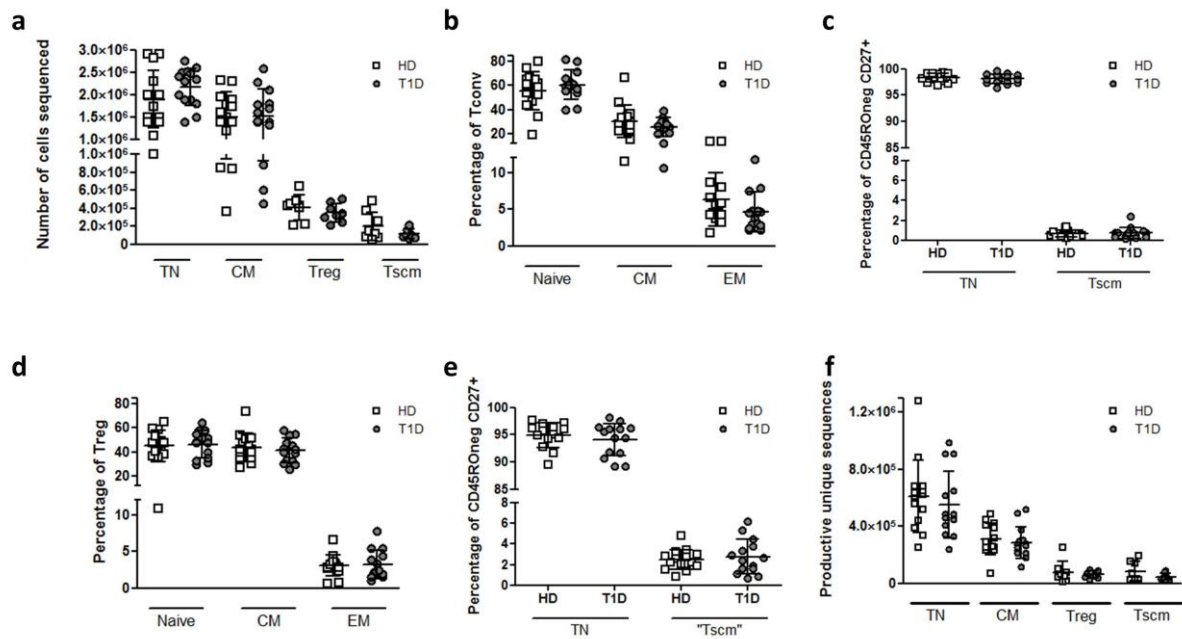 a
Number of cells sequenced
3.0×10⁶
2.5×10⁶
2.0×10⁶
1.5×10⁶
1.0×10⁶
8.0×10⁵
6.0×10⁵
4.0×10⁵
2.0×10⁵
0
HD
T1D
TN CM Treg Tscm
b
Percentage of Tconv
80
60
40
20
10
5
0
HD
T1D
Naive CM EM
c
Percentage of CD45ROneg CD27+
100
95
90
85
4
2
0
HD
T1D
HD T1D HD T1D
TN Tscm
d
Percentage of Treg
80
60
40
20
10
5
0
HD
T1D
Naive CM EM
e
Percentage of CD45ROneg CD27+
100
95
90
85
8
6
4
2
0
HD
T1D
HD T1D HD T1D
TN "Tscm"
f
Productive unique sequences
1.2×10⁶
8.0×10⁵
4.0×10⁵
0
HD
T1D
TN CM Treg Tscm